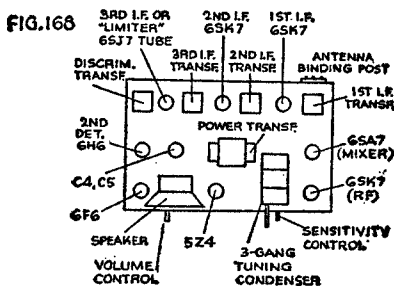 FIG.168
3RD I.F. OR
"LIMITER"
6SJ7 TUBE
2ND I.F.
6SK7
1ST. I.F.
6SK7
DISCRIM.
TRANSF.
3RD I.F.
TRANSF.
2ND I.F.
TRANSF.
ANTENNA
BINDING POST
1ST I.F.
TRANSF.
2ND
DET.
6H6
POWER TRANSF.
6SA7
(MIXER)
C4, C5
6SK7
(RF)
6F6
SPEAKER
5Z4
SENSITIVITY
CONTROL
VOLUME
CONTROL
3-GANG
TUNING
CONDENSER